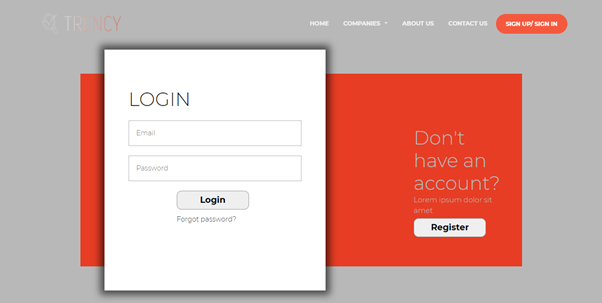 TRENCY
HOME COMPANIES ABOUT US CONTACT US SIGN UP/ SIGN IN
LOGIN
Email
Password
Login
Forgot password?
Don't
have an
account?
Lorem ipsum dolor sit
amet
Register